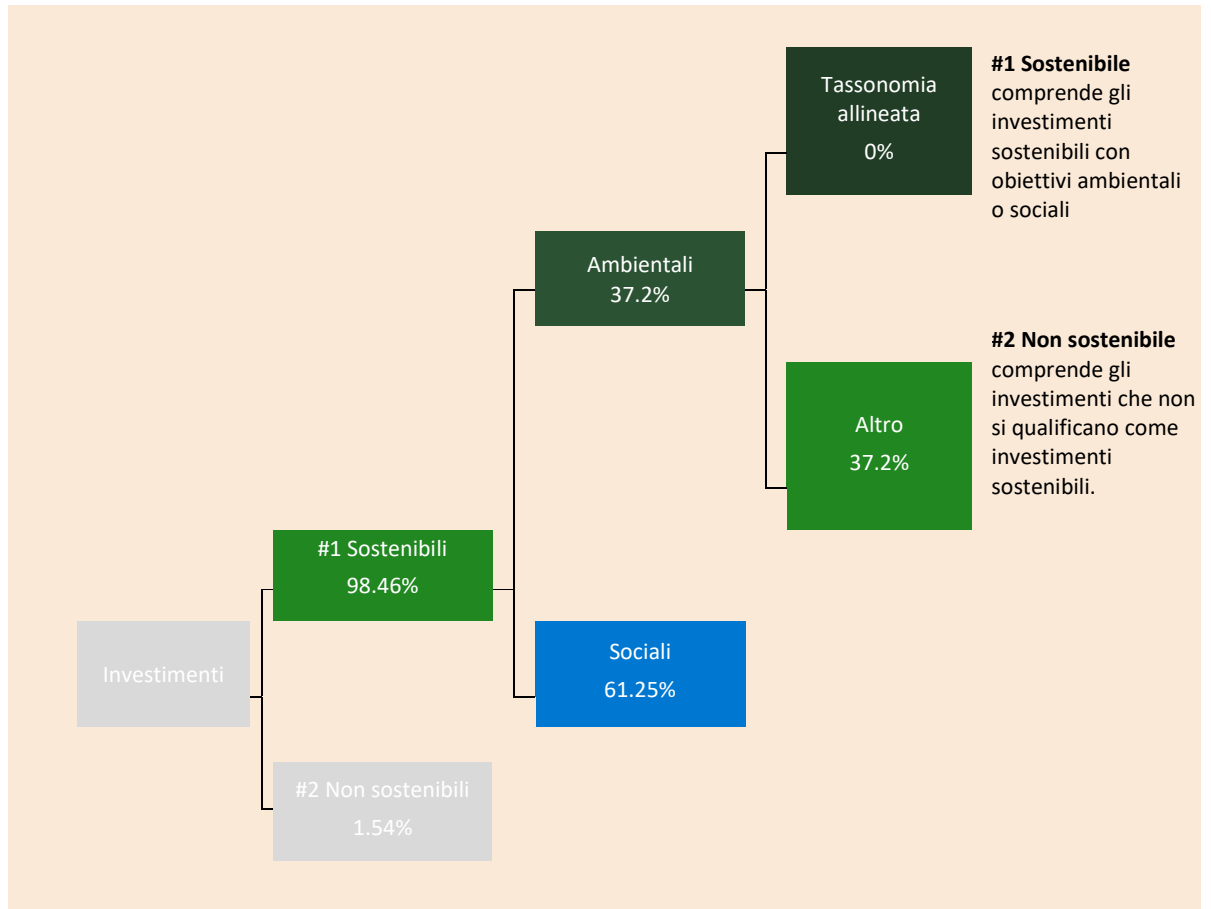 Tassonomia
allineata
0%
#1 Sostenibile
comprende gli
investimenti
sostenibili con
obiettivi ambientali
o sociali
Ambientali
37.2%
#2 Non sostenibile
comprende gli
investimenti che non
si qualificano come
investimenti
sostenibili.
Altro
37.2%
#1 Sostenibili
98.46%
Sociali
61.25%
Investimenti
#2 Non sostenibili
1.54%